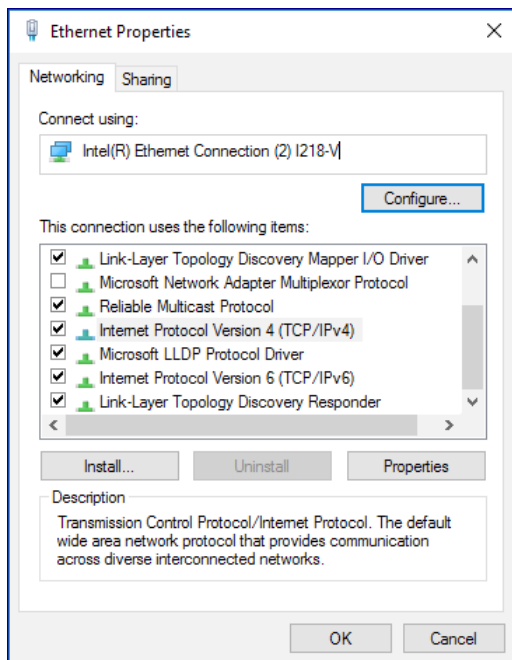 Ethernet Properties
Networking
Sharing
Connect using:
Intel(R) Ethernet Connection (2) I218-V
Configure...
This connection uses the following items:
Link-Layer Topology Discovery Mapper I/O Driver
Microsoft Network Adapter Multiplexor Protocol
Reliable Multicast Protocol
Internet Protocol Version 4 (TCP/IPv4)
Microsoft LLDP Protocol Driver
Internet Protocol Version 6 (TCP/IPv6)
Link-Layer Topology Discovery Responder
Install...
Uninstall
Properties
Description
Transmission Control Protocol/Internet Protocol. The default
wide area network protocol that provides communication
across diverse interconnected networks.
OK
Cancel